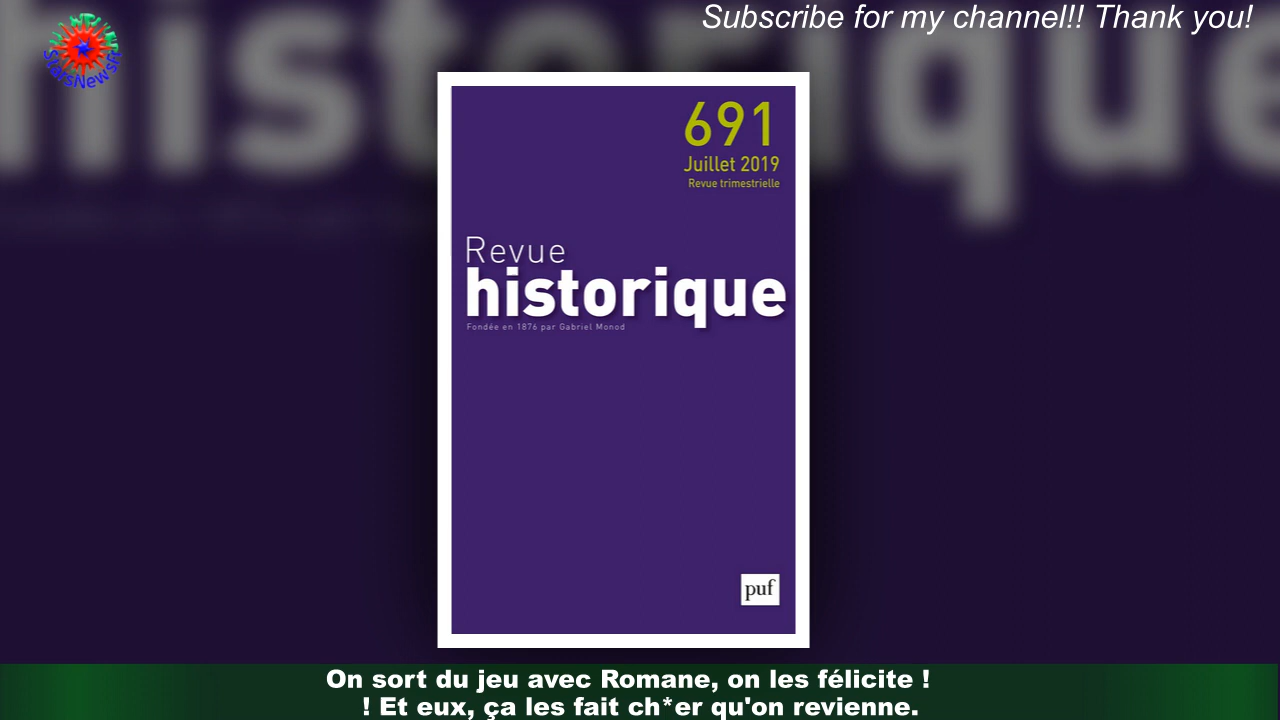 Subscribe for my channel!! Thank you!
StarsNewsfr
historique
691
Juillet 2019
Revue trimestrielle
Revue
historique
Fondée en 1876 par Gabriel Monod
puf
On sort du jeu avec Romane, on les félicite !
! Et eux, ça les fait ch*er qu'on revienne.